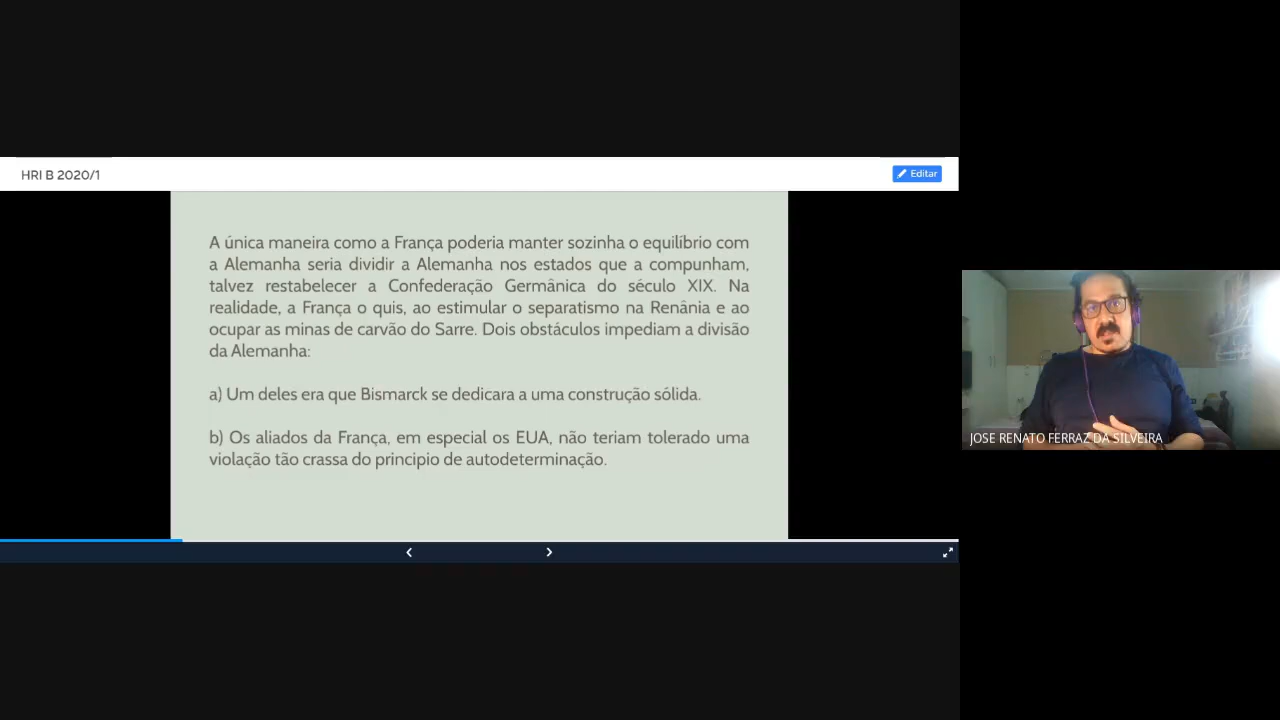 HRI B 2020/1
Editar
A única maneira como a França poderia manter sozinha o equilíbrio com
a Alemanha seria dividir a Alemanha nos estados que a compunham,
talvez restabelecer a Confederação Germânica do século XIX. Na
realidade, a França o quis, ao estimular o separatismo na Renânia e ao
ocupar as minas de carvão do Sarre. Dois obstáculos impediam a divisão
da Alemanha:
a) Um deles era que Bismarck se dedicara a uma construção sólida.
b) Os aliados da França, em especial os EUA, não teriam tolerado uma
violação tão crassa do principio de autodeterminação.
JOSE RENATO FERRAZ DA SILVEIRA